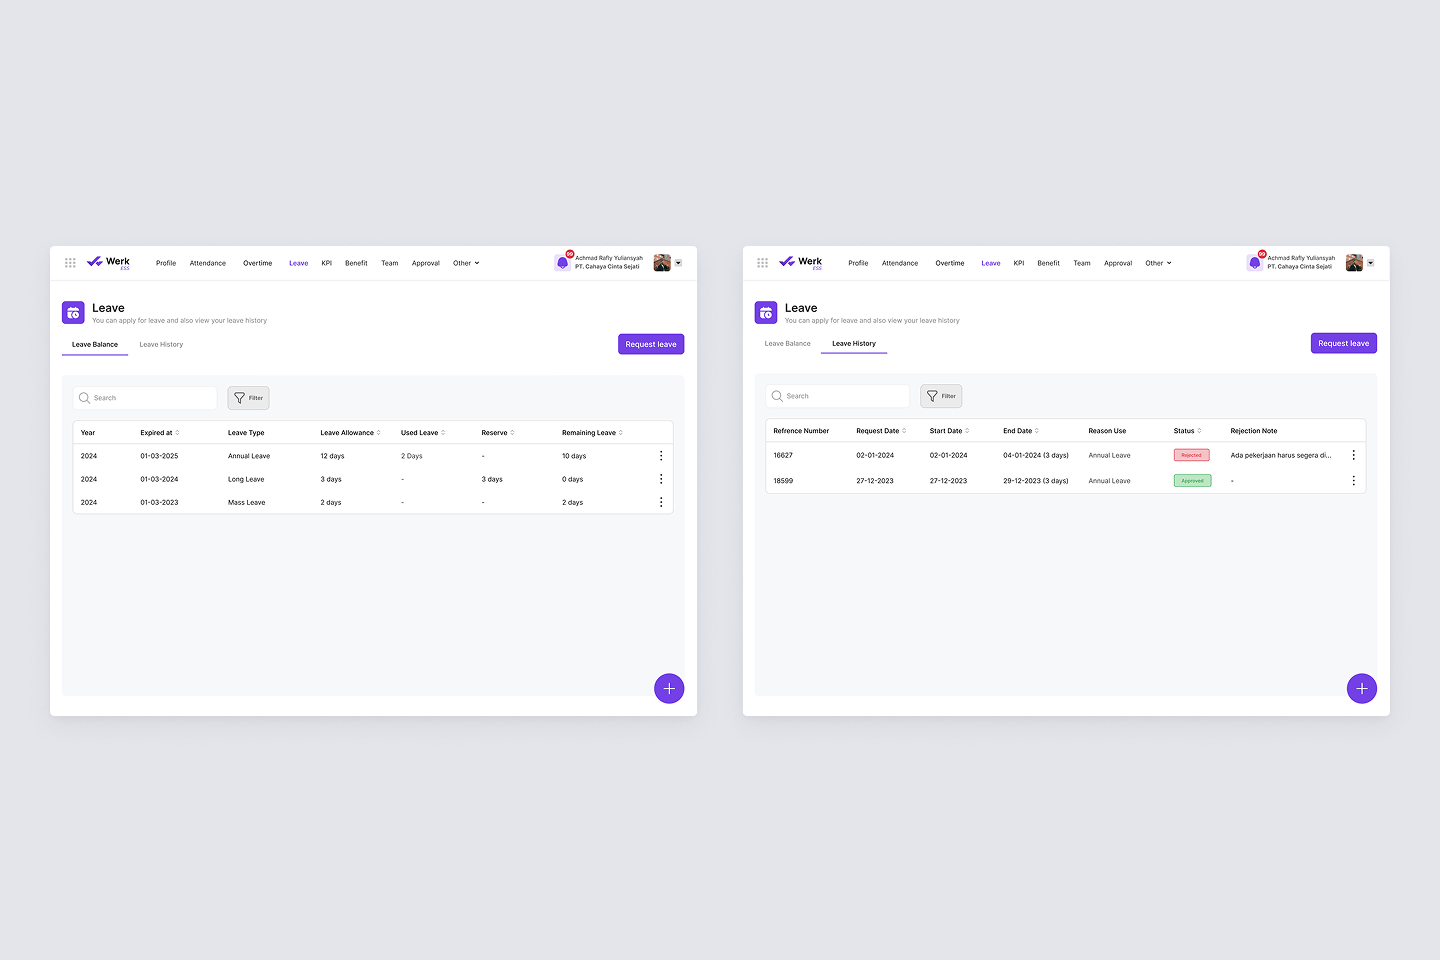 Werk
ESS
Profile Attendance Overtime Leave KPI Benefit Team Approval Other
99
Achmad Rafly Yuliansyah
PT. Cahaya Cinta Sejati
Leave
You can apply for leave and also view your leave history
Leave Balance Leave History
Request leave
Search Filter
Year Expired at Leave Type Leave Allowance Used Leave Reserve Remaining Leave
2024 01-03-2025 Annual Leave 12 days 2 Days - 10 days
2024 01-03-2024 Long Leave 3 days - 3 days 0 days
2024 01-03-2023 Mass Leave 2 days - - 2 days
Werk
ESS
Profile Attendance Overtime Leave KPI Benefit Team Approval Other
99
Achmad Rafly Yuliansyah
PT. Cahaya Cinta Sejati
Leave
You can apply for leave and also view your leave history
Leave Balance Leave History
Request leave
Search Filter
Refrence Number Request Date Start Date End Date Reason Use Status Rejection Note
16627 02-01-2024 02-01-2024 04-01-2024 (3 days) Annual Leave Rejected Ada pekerjaan harus segera di...
18599 27-12-2023 27-12-2023 29-12-2023 (3 days) Annual Leave Approved -